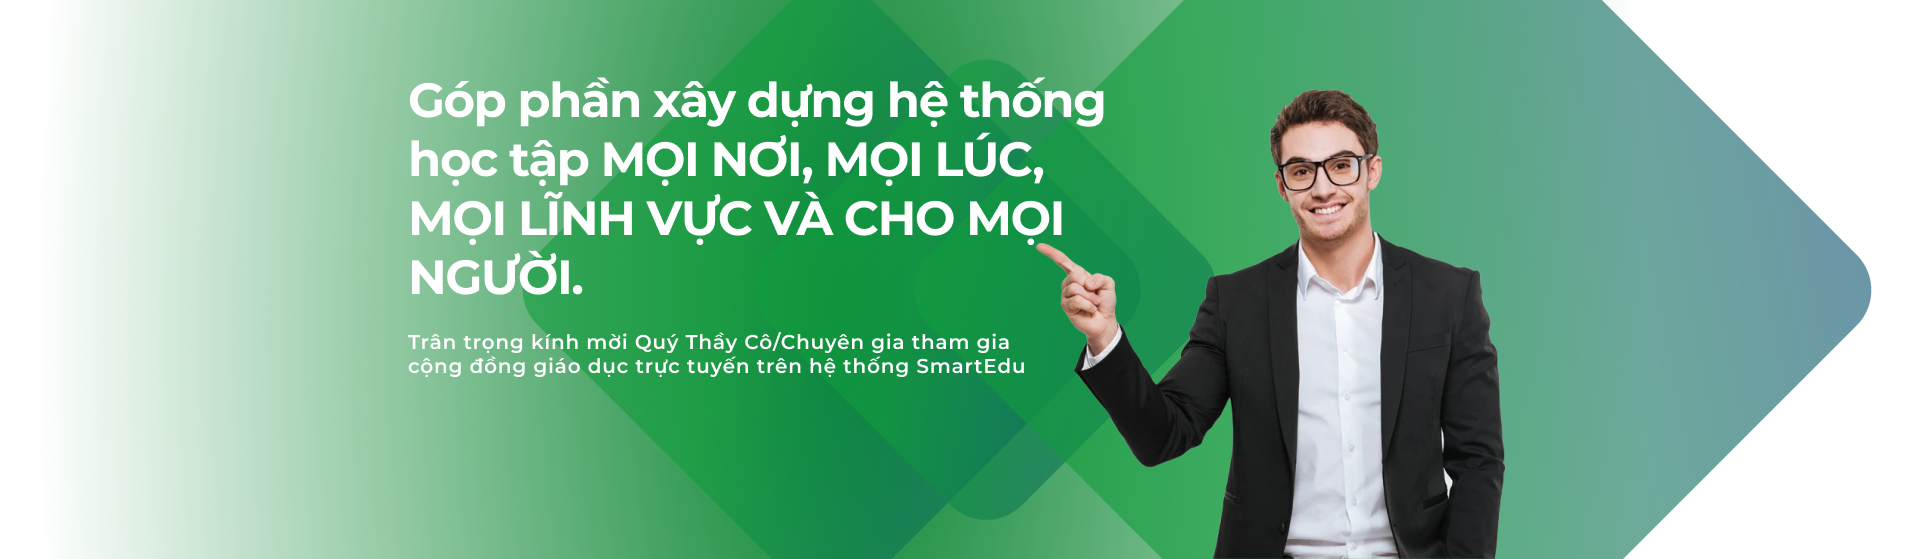 Góp phần xây dựng hệ thống
học tập MỌI NƠI, MỌI LÚC,
MỌI LĨNH VỰC VÀ CHO MỌI
NGƯỜI.
Trân trọng kính mời Quý Thầy Cô/Chuyên gia tham gia
cộng đồng giáo dục trực tuyến trên hệ thống SmartEdu